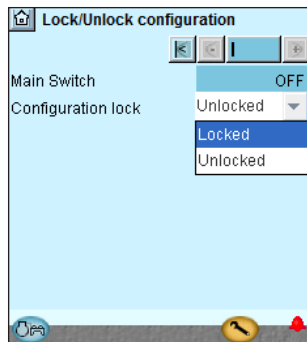 Lock/Unlock configuration
Main Switch OFF
Configuration lock Unlocked
Locked
Unlocked